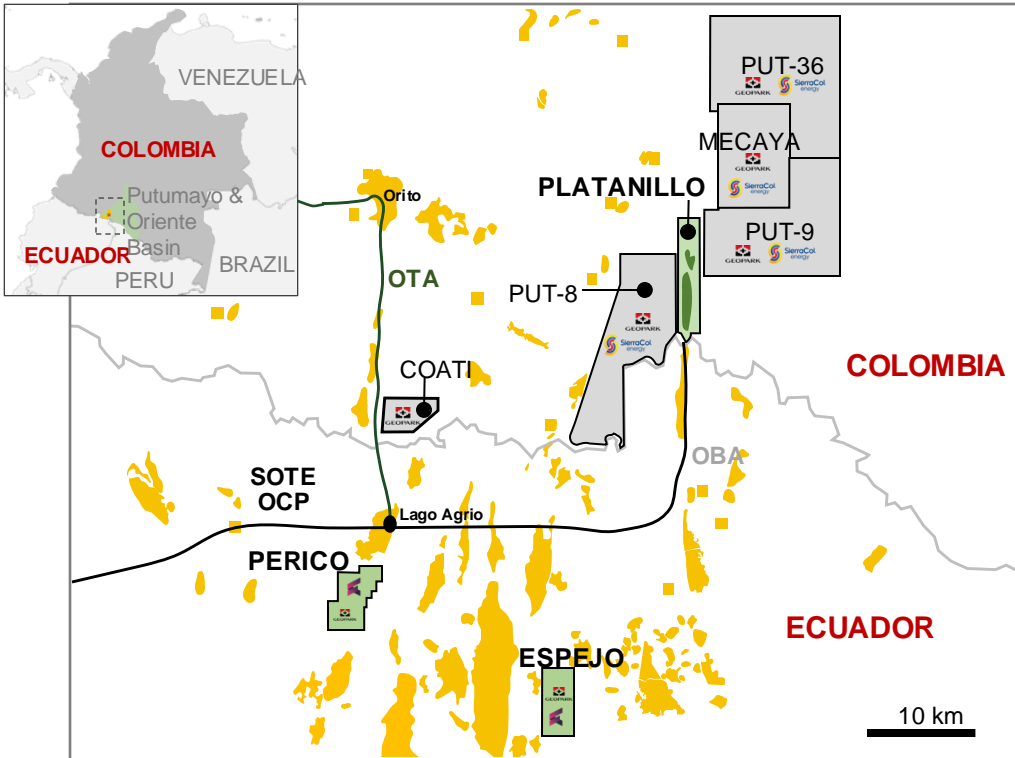 VENEZUELA
COLOMBIA
Putumayo &
Oriente
Basin
ECUADOR
PERU
BRAZIL
PUT-36
GEOPARK
SierraCol
energy
MECAYA
GEOPARK
SierraCol
energy
PLATANILLO
PUT-9
GEOPARK
SierraCol
energy
Orito
OTA
PUT-8
GEOPARK
SierraCol
energy
COLOMBIA
COATI
GEOPARK
OBA
SOTE
OCP
Lago Agrio
PERICO
GEOPARK
ECUADOR
ESPEJO
GEOPARK
10 km